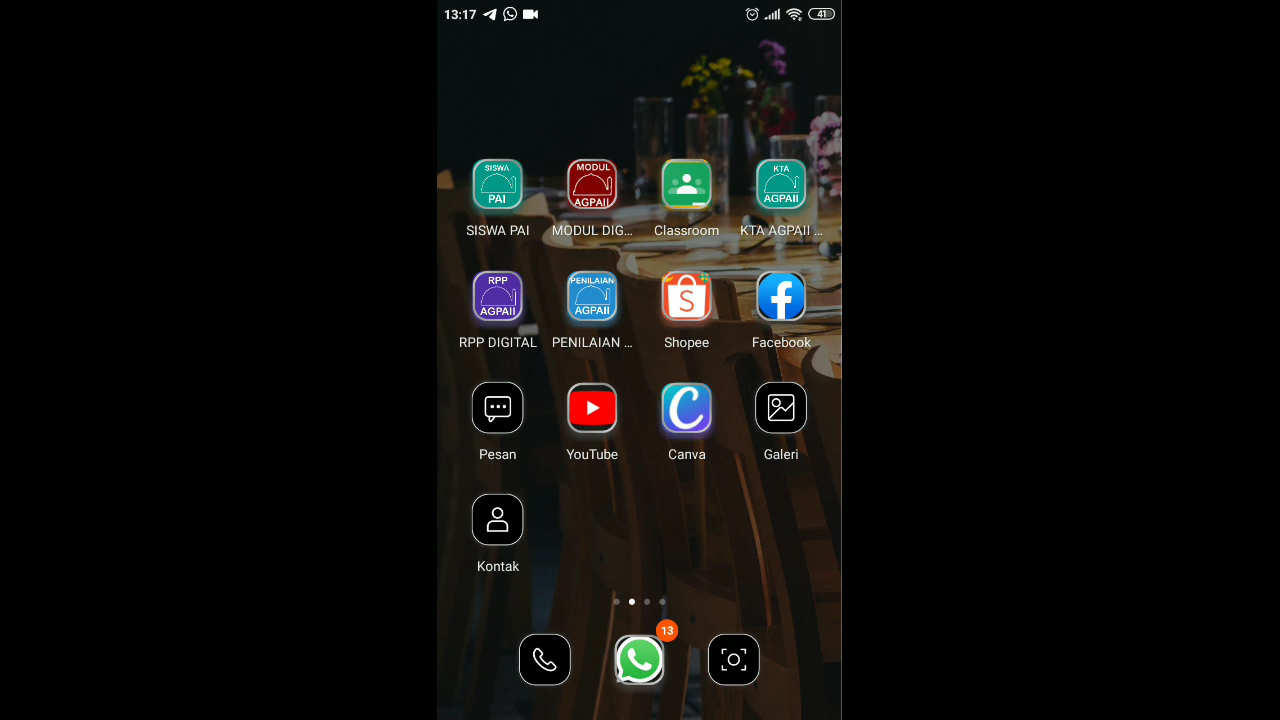 13:17
41
SISWA
PAI
MODUL
AGPAII
KTA
AGPAII
SISWA PAI
MODUL DIG...
Classroom
KTA AGPAII ...
RPP
AGPAII
PENILAIAN
AGPAII
S
f
RPP DIGITAL
PENILAIAN ...
Shopee
Facebook
C
Pesan
YouTube
Canva
Galeri
Kontak
13